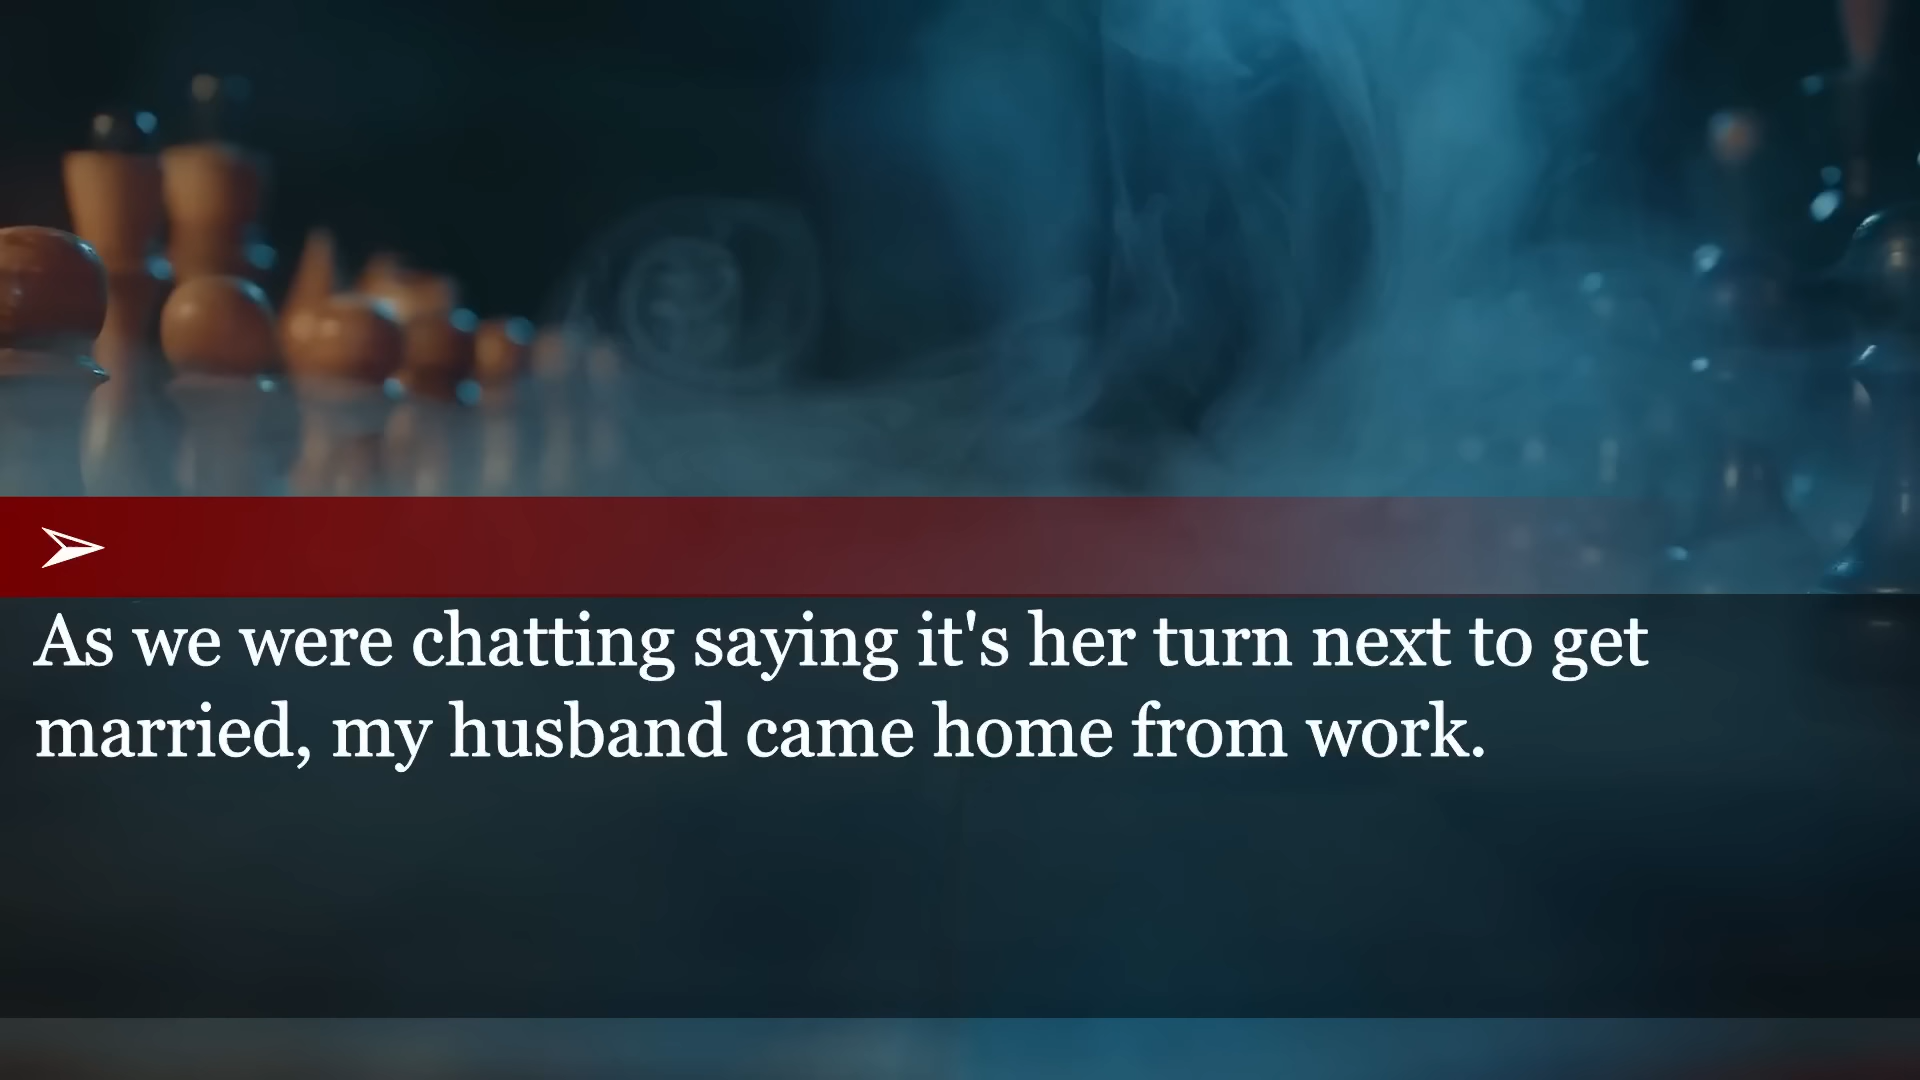 As we were chatting saying it's her turn next to get
married, my husband came home from work.